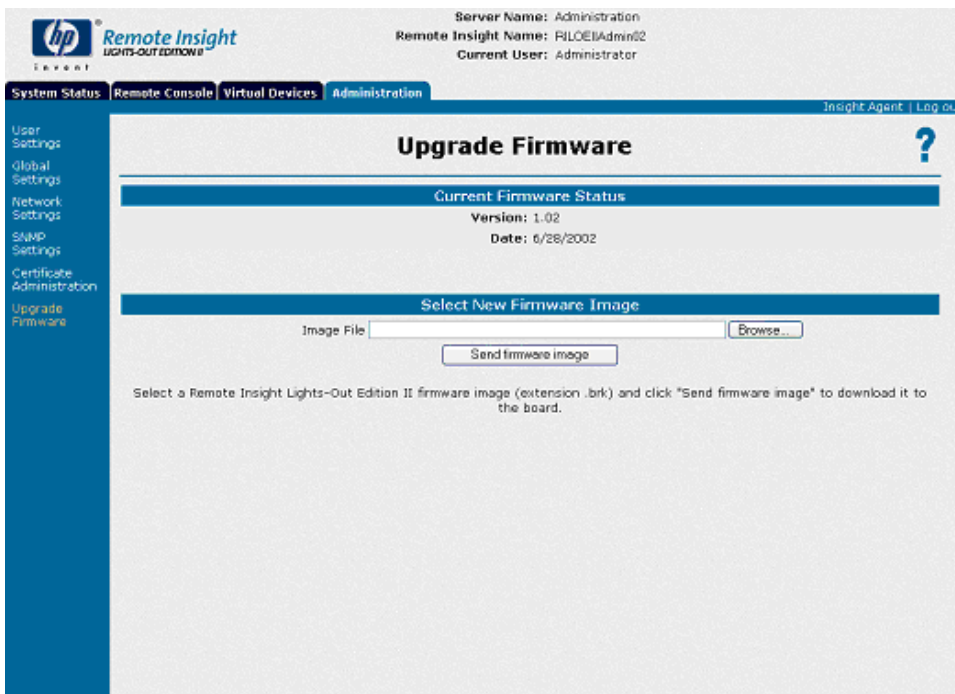 hp
invent
Remote Insight
LIGHTS-OUT EDITION II
Server Name: Administration
Remote Insight Name: RILOEIIAdmin02
Current User: Administrator
System Status Remote Console Virtual Devices Administration
Insight Agent | Log ou
User
Settings
Global
Settings
Network
Settings
SNMP
Settings
Certificate
Administration
Upgrade
Firmware
Upgrade Firmware
?
Current Firmware Status
Version: 1.02
Date: 6/28/2002
Select New Firmware Image
Image File Browse...
Send firmware image
Select a Remote Insight Lights-Out Edition II firmware image (extension .brk) and click "Send firmware image" to download it to
the board.